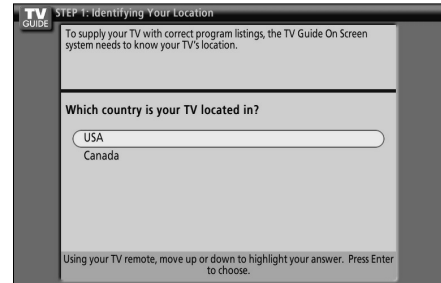 TV
GUIDE
STEP 1: Identifying Your Location
To supply your TV with correct program listings, the TV Guide On Screen
system needs to know your TV's location.
Which country is your TV located in?
USA
Canada
Using your TV remote, move up or down to highlight your answer. Press Enter
to choose.